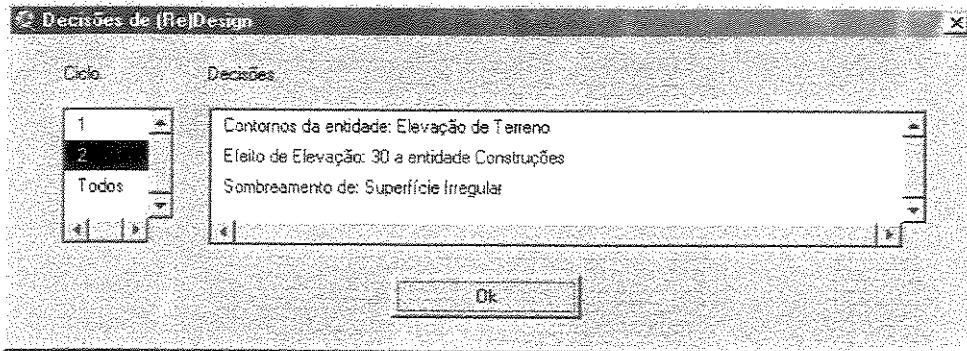 Decisões de (Re)Design
Ciclo
Decisões
1
2
Todos
Contornos da entidade: Elevação de Terreno
Efeito de Elevação: 30 a entidade Construções
Sombreamento de: Superfície Irregular
Ok